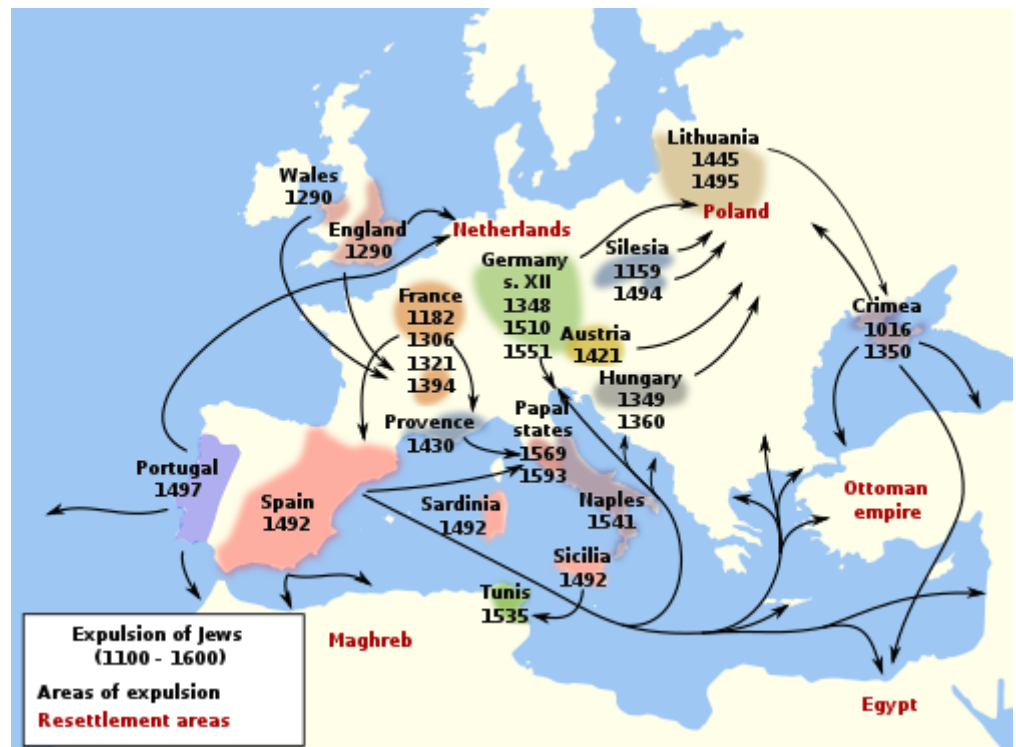 Lithuania
1445
1495
Poland
Wales
1290
England
1290
Netherlands
Germany
s. XII
1348
1510
1551
Silesia
1159
1494
France
1182
1306
1321
1394
Austria
1421
Crimea
1016
1350
Hungary
1349
1360
Provence
1430
Papal
states
1569
1593
Portugal
1497
Spain
1492
Sardinia
1492
Naples
1541
Ottoman
empire
Sicilia
1492
Tunis
1535
Maghreb
Egypt
Expulsion of Jews
(1100 - 1600)
Areas of expulsion
Resettlement areas